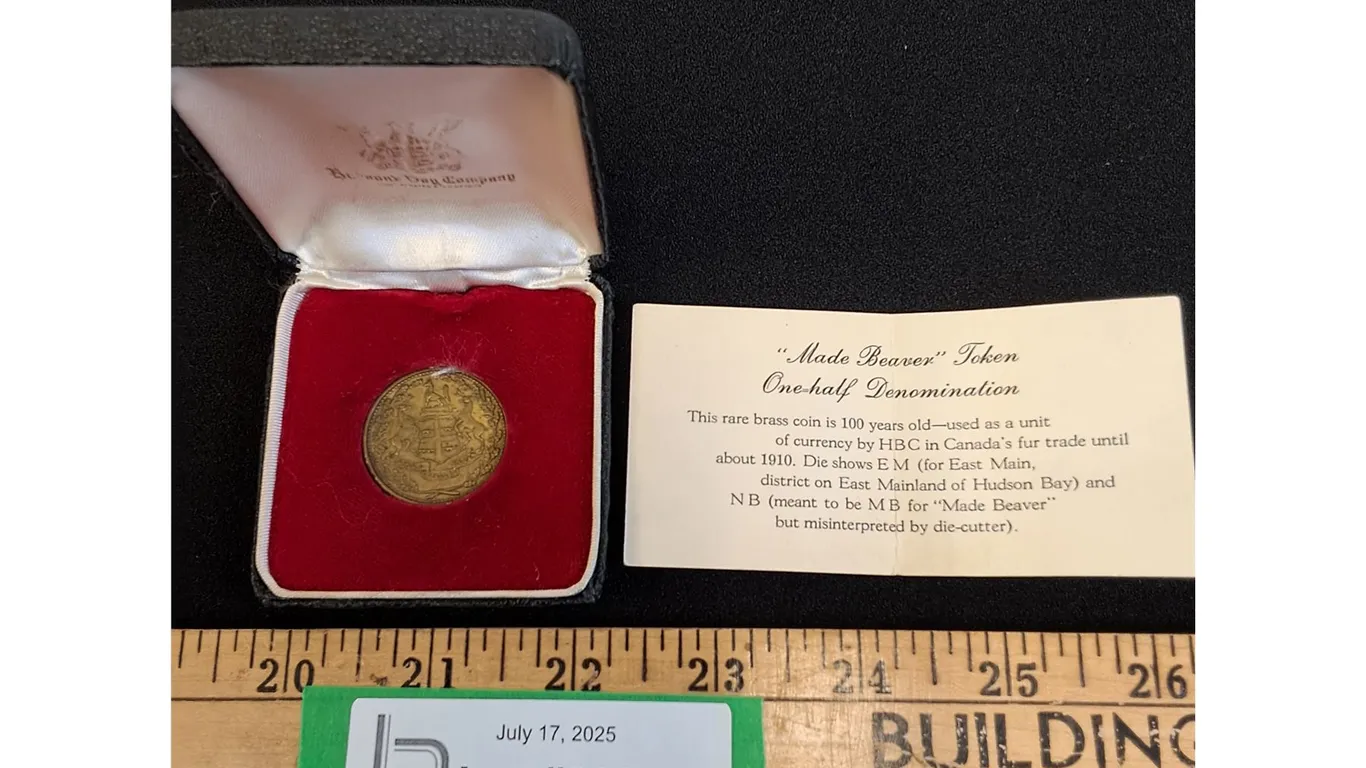 Hudson's Bay Company
"Made Beaver" Token
One-half Denomination
This rare brass coin is 100 years old—used as a unit
of currency by HBC in Canada's fur trade until
about 1910. Die shows E M (for East Main,
district on East Mainland of Hudson Bay) and
N B (meant to be M B for "Made Beaver"
but misinterpreted by die-cutter).
20 21 22 23 24 25 26
BUILDING
July 17, 2025